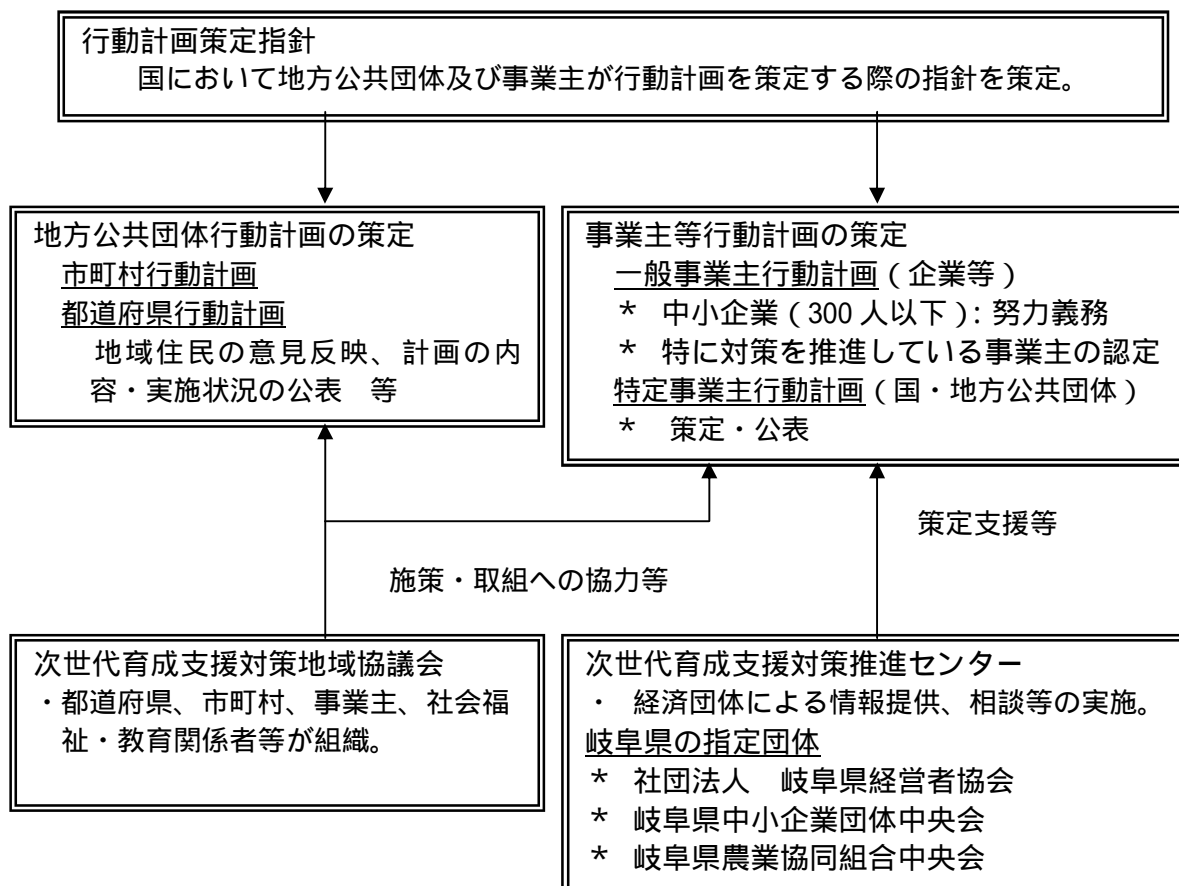 行動計画策定指針
国において地方公共団体及び事業主が行動計画を策定する際の指針を策定。
地方公共団体行動計画の策定
市町村行動計画
都道府県行動計画
地域住民の意見反映、計画の内
容・実施状況の公表　等
事業主等行動計画の策定
一般事業主行動計画（企業等）
* 中小企業（300人以下）：努力義務
* 特に対策を推進している事業主の認定
特定事業主行動計画（国・地方公共団体）
* 策定・公表
策定支援等
施策・取組への協力等
次世代育成支援対策地域協議会
・都道府県、市町村、事業主、社会福
祉・教育関係者等が組織。
次世代育成支援対策推進センター
・ 経済団体による情報提供、相談等の実施。
岐阜県の指定団体
* 社団法人　岐阜県経営者協会
* 岐阜県中小企業団体中央会
* 岐阜県農業協同組合中央会